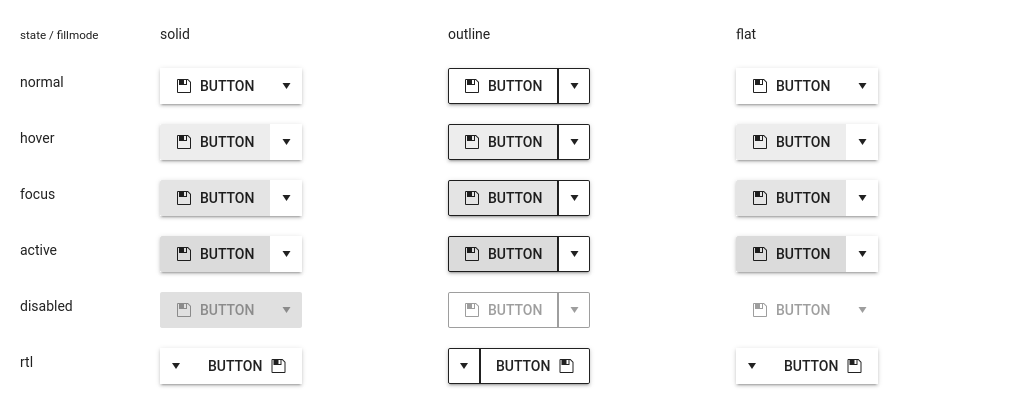 state / fillmode solid outline flat
normal BUTTON BUTTON BUTTON
hover BUTTON BUTTON BUTTON
focus BUTTON BUTTON BUTTON
active BUTTON BUTTON BUTTON
disabled BUTTON BUTTON BUTTON
rtl BUTTON BUTTON BUTTON